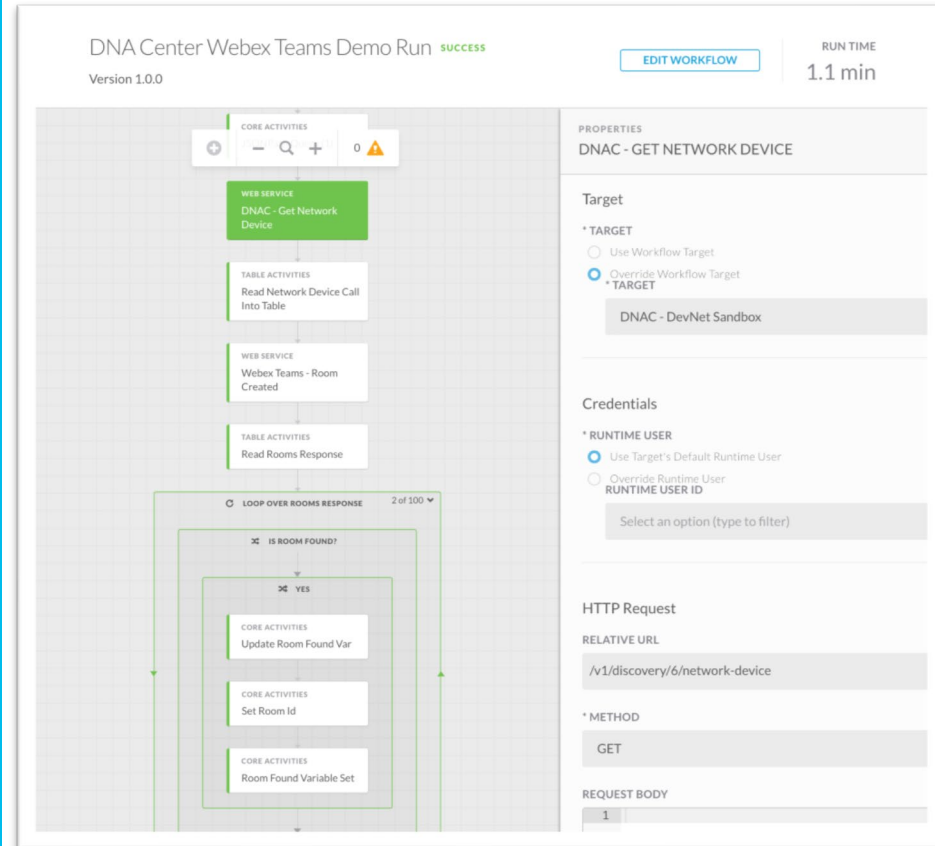 DNA Center Webex Teams Demo Run SUCCESS
Version 1.0.0
EDIT WORKFLOW
RUN TIME
1.1 min
CORE ACTIVITIES
0
WEB SERVICE
DNAC - Get Network
Device
TABLE ACTIVITIES
Read Network Device Call
Into Table
WEB SERVICE
Webex Teams - Room
Created
TABLE ACTIVITIES
Read Rooms Response
LOOP OVER ROOMS RESPONSE
2 of 100
IS ROOM FOUND?
YES
CORE ACTIVITIES
Update Room Found Var
CORE ACTIVITIES
Set Room Id
CORE ACTIVITIES
Room Found Variable Set
PROPERTIES
DNAC - GET NETWORK DEVICE
Target
* TARGET
Use Workflow Target
Override Workflow Target
* TARGET
DNAC - DevNet Sandbox
Credentials
* RUNTIME USER
Use Target's Default Runtime User
Override Runtime User
RUNTIME USER ID
Select an option (type to filter)
HTTP Request
RELATIVE URL
/v1/discovery/6/network-device
* METHOD
GET
REQUEST BODY
1